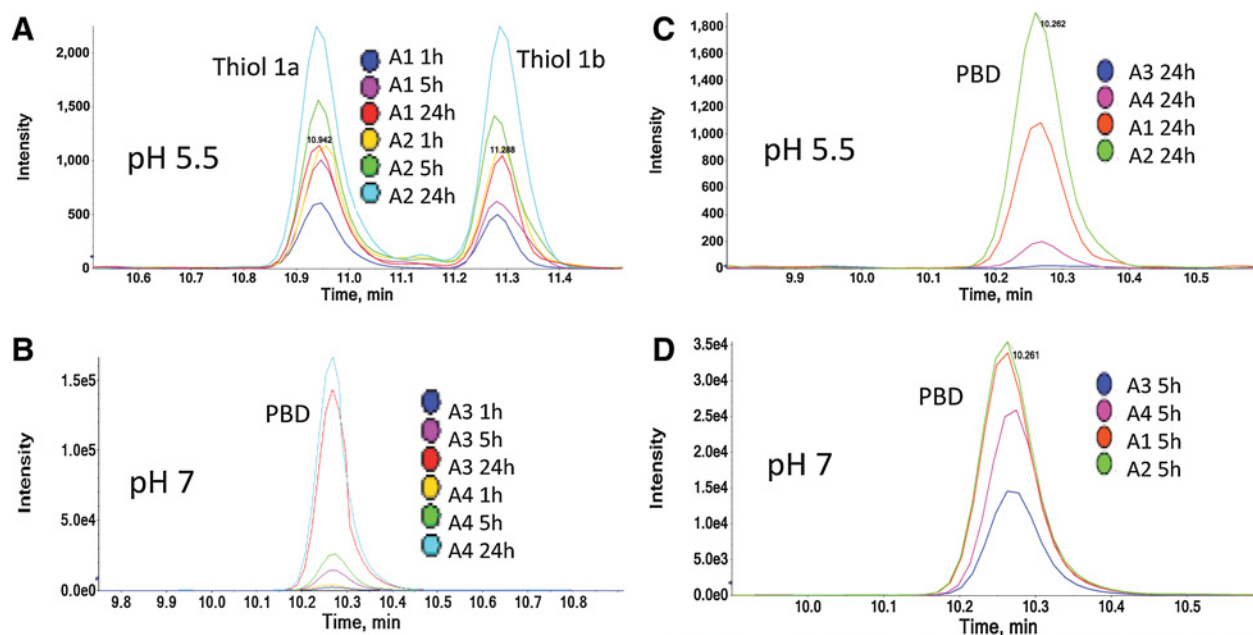 A
Thiol 1a
Thiol 1b
A1 1h
A1 5h
A1 24h
A2 1h
A2 5h
A2 24h
pH 5.5
10.942
11.288
2,000
1,500
1,000
500
0
Intensity
10.6 10.7 10.8 10.9 11.0 11.1 11.2 11.3 11.4
Time, min
C
PBD
10.262
A3 24h
A4 24h
A1 24h
A2 24h
pH 5.5
1,800
1,600
1,400
1,200
1,000
800
600
400
200
0
Intensity
9.9 10.0 10.1 10.2 10.3 10.4 10.5
Time, min
B
PBD
A3 1h
A3 5h
A3 24h
A4 1h
A4 5h
A4 24h
pH 7
1.5e5
1.0e5
5.0e4
0.0e0
Intensity
9.8 9.9 10.0 10.1 10.2 10.3 10.4 10.5 10.6 10.7 10.8
Time, min
D
PBD
10.261
A3 5h
A4 5h
A1 5h
A2 5h
pH 7
3.5e4
3.0e4
2.5e4
2.0e4
1.5e4
1.0e4
5.0e3
0.0e0
Intensity
10.0 10.1 10.2 10.3 10.4 10.5
Time, min